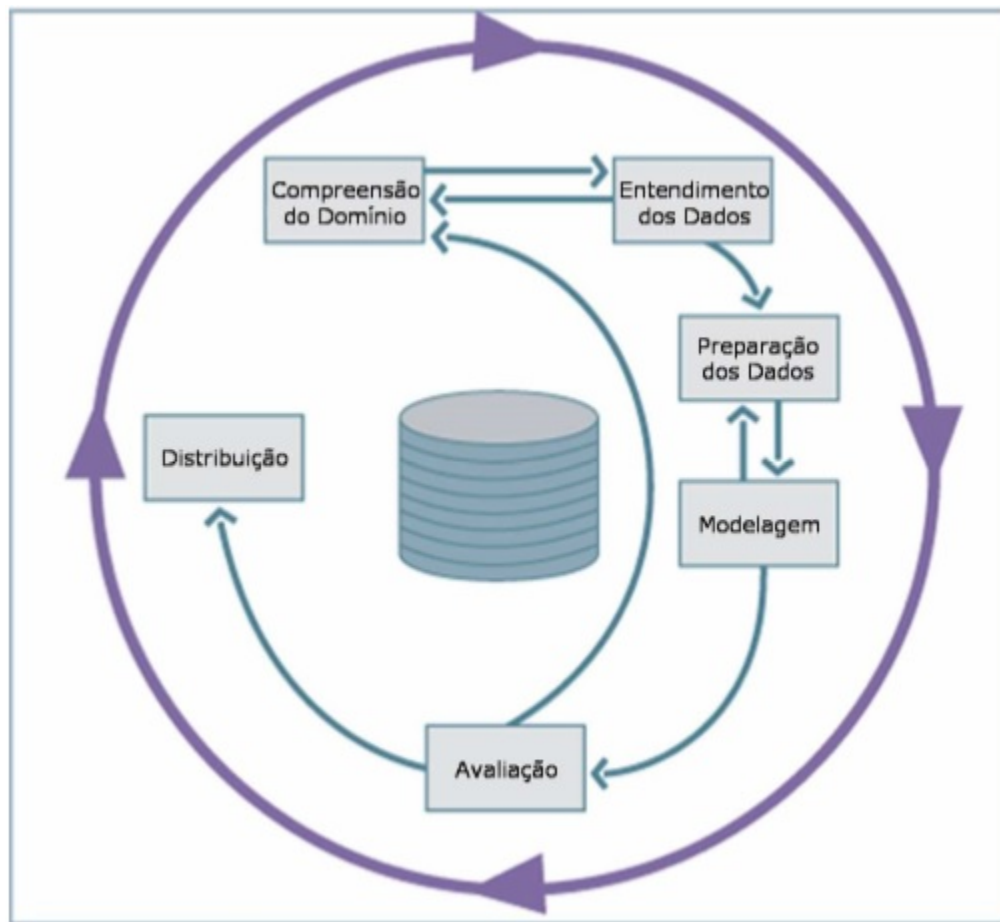 Compreensão
do Domínio
Entendimento
dos Dados
Preparação
dos Dados
Distribuição
Modelagem
Avaliação